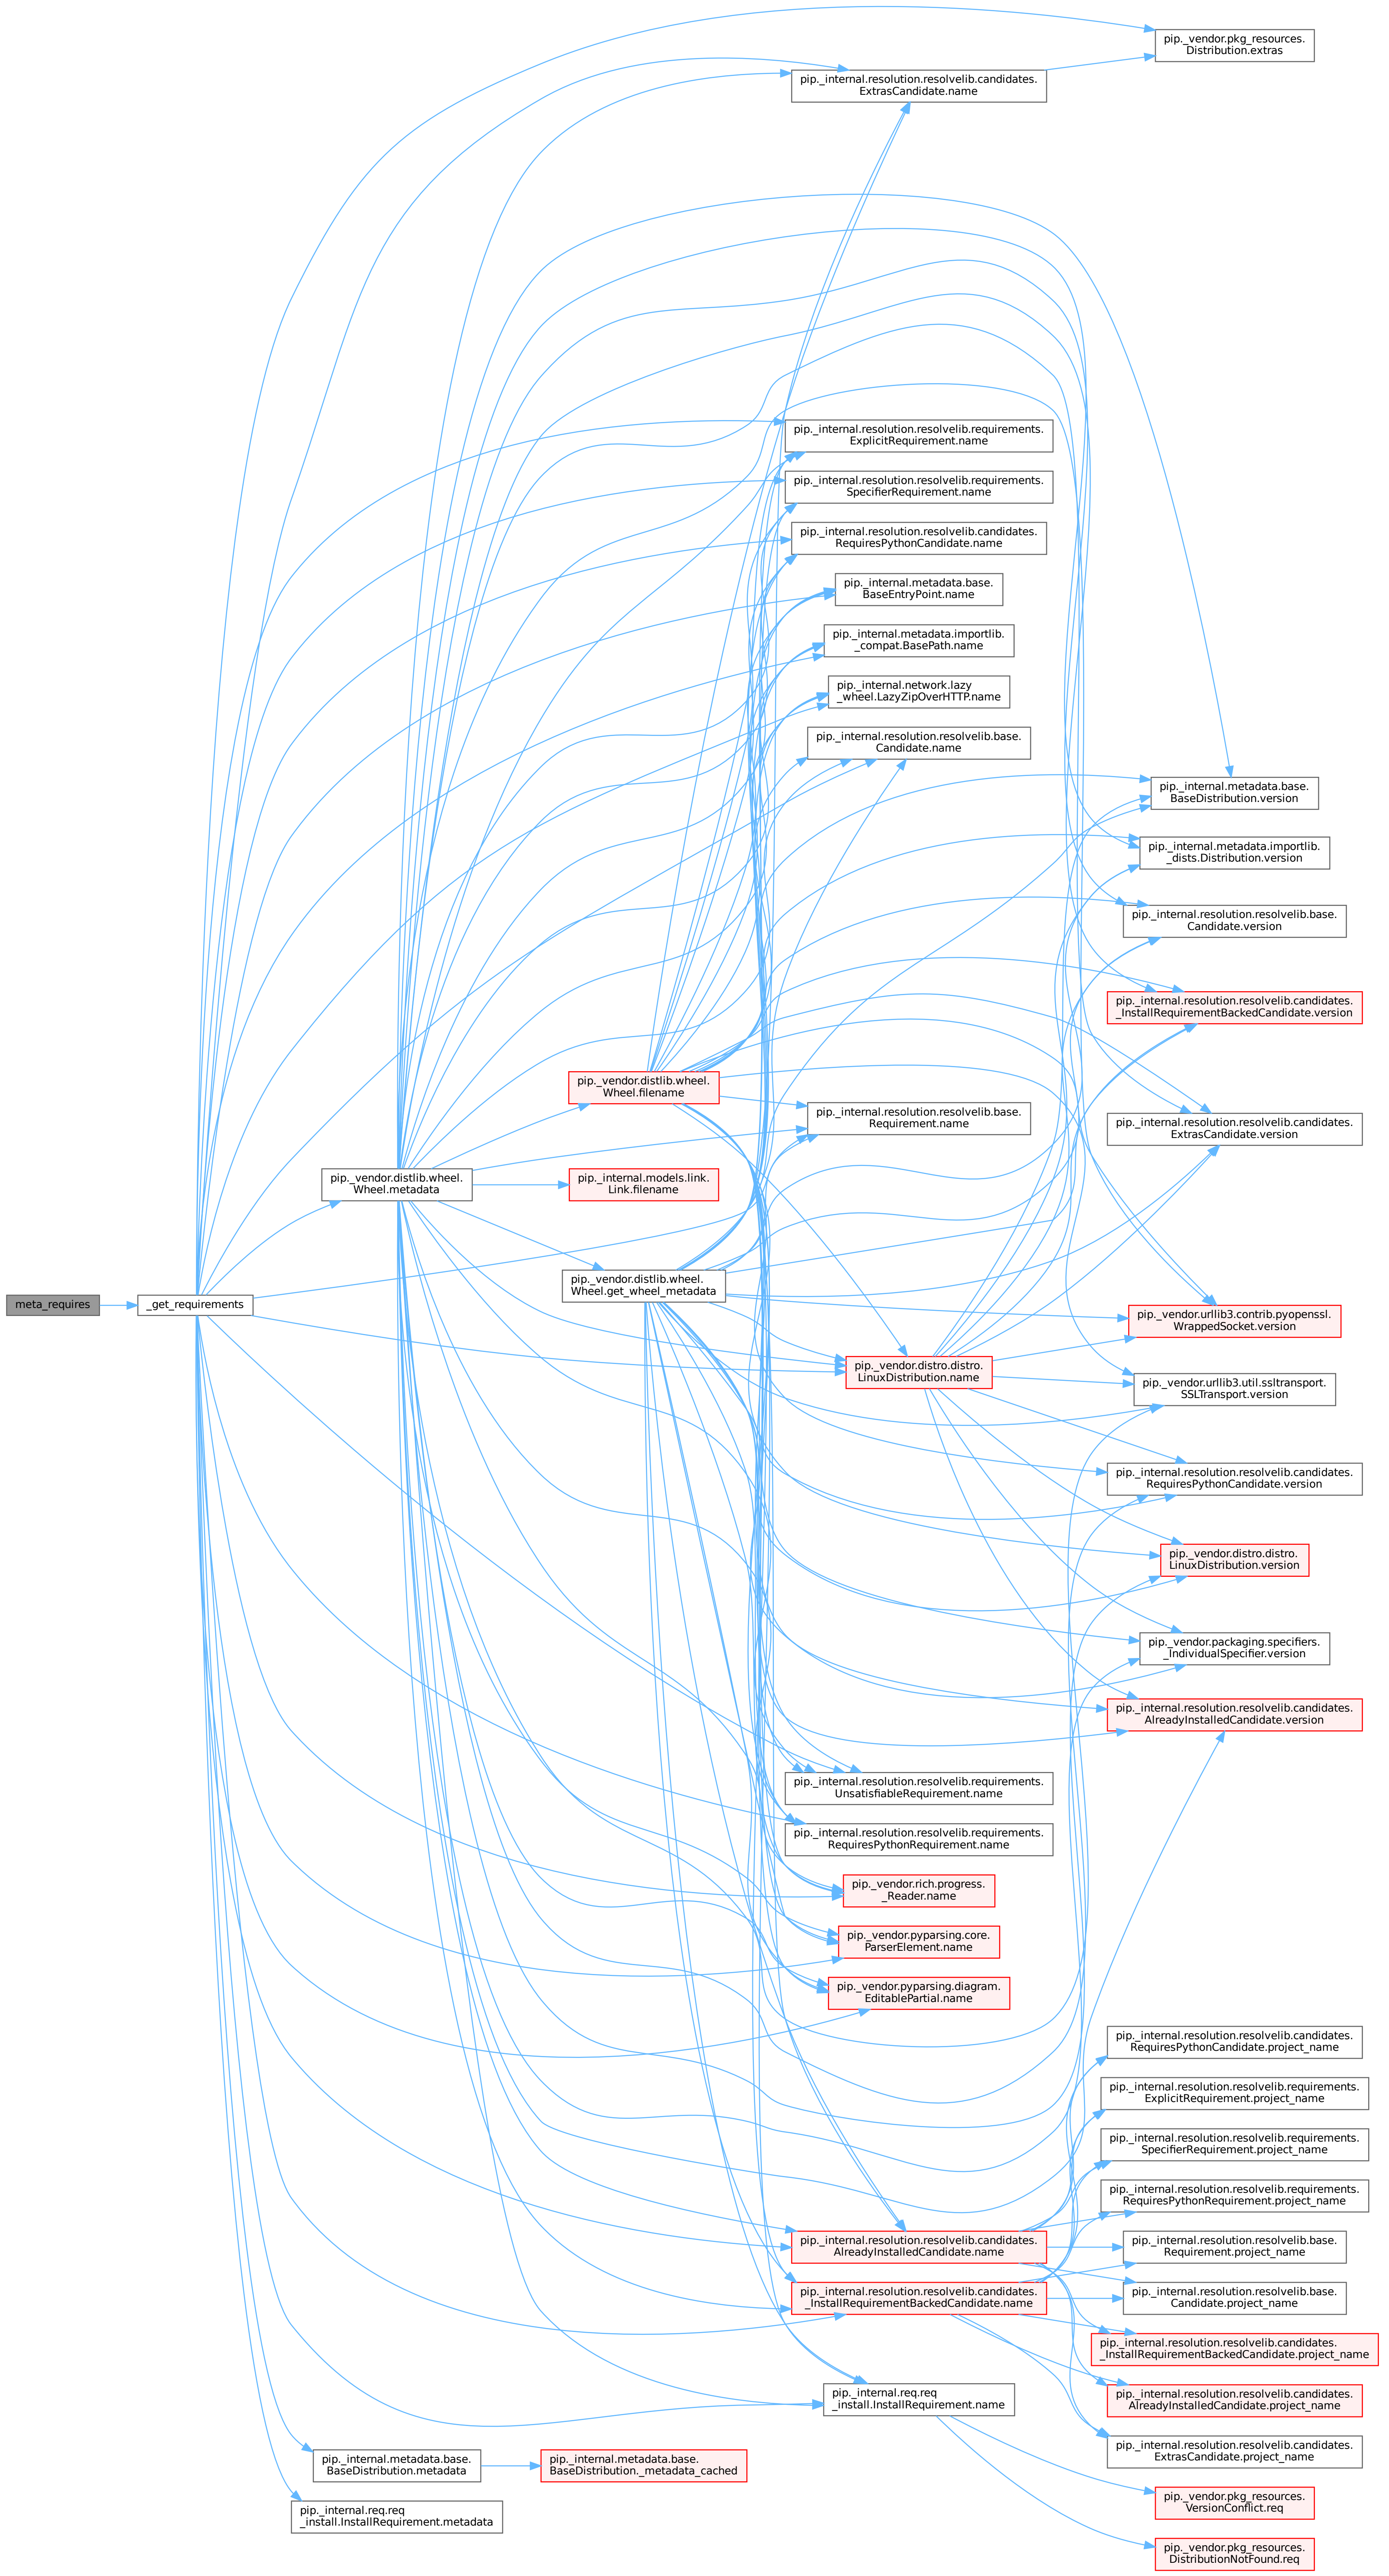 pip._vendor.pkg_resources.
Distribution.extras
pip._internal.resolution.resolvelib.candidates.
ExtrasCandidate.name
pip._internal.resolution.resolvelib.requirements.
ExplicitRequirement.name
pip._internal.resolution.resolvelib.requirements.
SpecifierRequirement.name
pip._internal.resolution.resolvelib.candidates.
RequiresPythonCandidate.name
pip._internal.metadata.base.
BaseEntryPoint.name
pip._internal.metadata.importlib.
_compat.BasePath.name
pip._internal.network.lazy
_wheel.LazyZipOverHTTP.name
pip._internal.resolution.resolvelib.base.
Candidate.name
pip._internal.metadata.base.
BaseDistribution.version
pip._internal.metadata.importlib.
_dists.Distribution.version
pip._internal.resolution.resolvelib.base.
Candidate.version
pip._internal.resolution.resolvelib.candidates.
_InstallRequirementBackedCandidate.version
pip._vendor.distlib.wheel.
Wheel.filename
pip._internal.resolution.resolvelib.base.
Requirement.name
pip._internal.resolution.resolvelib.candidates.
ExtrasCandidate.version
pip._vendor.distlib.wheel.
Wheel.metadata
pip._internal.models.link.
Link.filename
pip._vendor.distlib.wheel.
Wheel.get_wheel_metadata
meta_requires
_get_requirements
pip._vendor.urllib3.contrib.pyopenssl.
WrappedSocket.version
pip._vendor.distro.distro.
LinuxDistribution.name
pip._vendor.urllib3.util.ssltransport.
SSLTransport.version
pip._internal.resolution.resolvelib.candidates.
RequiresPythonCandidate.version
pip._vendor.distro.distro.
LinuxDistribution.version
pip._vendor.packaging.specifiers.
_IndividualSpecifier.version
pip._internal.resolution.resolvelib.candidates.
AlreadyInstalledCandidate.version
pip._internal.resolution.resolvelib.requirements.
UnsatisfiableRequirement.name
pip._internal.resolution.resolvelib.requirements.
RequiresPythonRequirement.name
pip._vendor.rich.progress.
_Reader.name
pip._vendor.pyparsing.core.
ParserElement.name
pip._vendor.pyparsing.diagram.
EditablePartial.name
pip._internal.resolution.resolvelib.candidates.
RequiresPythonCandidate.project_name
pip._internal.resolution.resolvelib.requirements.
ExplicitRequirement.project_name
pip._internal.resolution.resolvelib.requirements.
SpecifierRequirement.project_name
pip._internal.resolution.resolvelib.requirements.
RequiresPythonRequirement.project_name
pip._internal.resolution.resolvelib.candidates.
AlreadyInstalledCandidate.name
pip._internal.resolution.resolvelib.base.
Requirement.project_name
pip._internal.resolution.resolvelib.candidates.
_InstallRequirementBackedCandidate.name
pip._internal.resolution.resolvelib.base.
Candidate.project_name
pip._internal.resolution.resolvelib.candidates.
_InstallRequirementBackedCandidate.project_name
pip._internal.req.req
_install.InstallRequirement.name
pip._internal.resolution.resolvelib.candidates.
AlreadyInstalledCandidate.project_name
pip._internal.resolution.resolvelib.candidates.
ExtrasCandidate.project_name
pip._internal.metadata.base.
BaseDistribution.metadata
pip._internal.metadata.base.
BaseDistribution._metadata_cached
pip._internal.req.req
_install.InstallRequirement.metadata
pip._vendor.pkg_resources.
VersionConflict.req
pip._vendor.pkg_resources.
DistributionNotFound.req